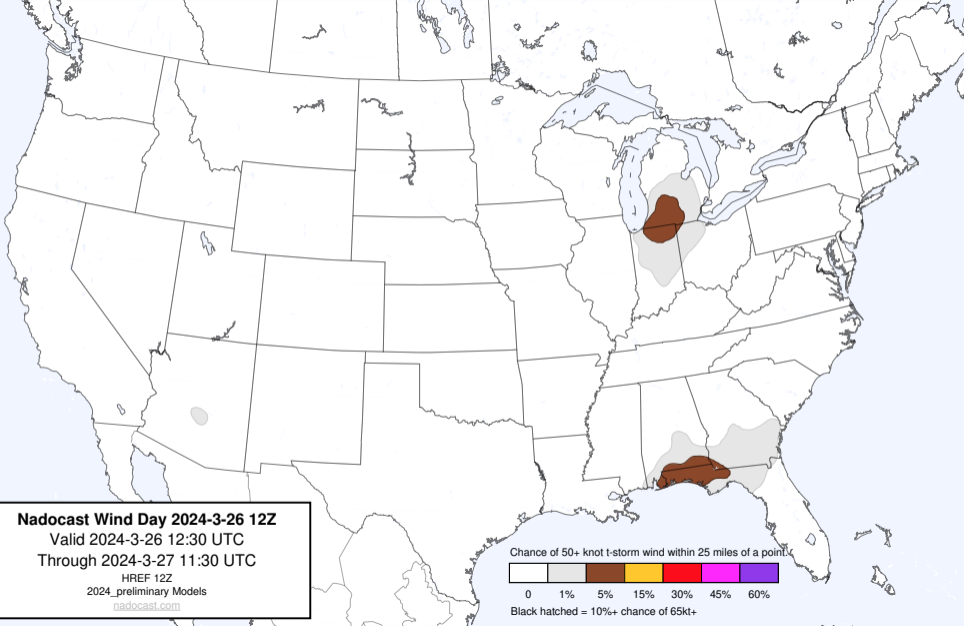 Nadocast Wind Day 2024-3-26 12Z
Valid 2024-3-26 12:30 UTC
Through 2024-3-27 11:30 UTC
HREF 12Z
2024_preliminary Models
nadocast.com
Chance of 50+ knot t-storm wind within 25 miles of a point.
0 1% 5% 15% 30% 45% 60%
Black hatched = 10%+ chance of 65kt+